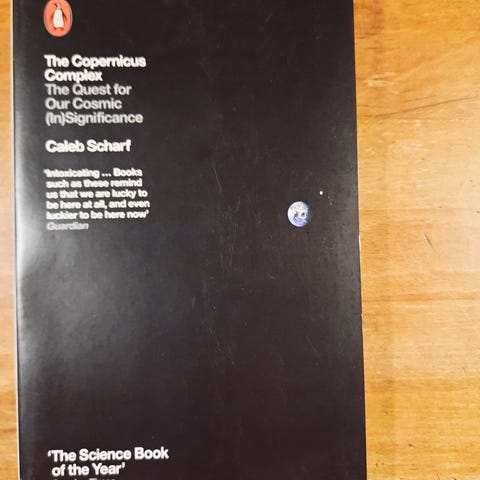 The Copernicus
Complex
The Quest for
Our Cosmic
(In)Significance
Caleb Scharf
'Intoxicating ... Books
such as these remind
us that we are lucky to
be here at all, and even
luckier to be here now'
Guardian
'The Science Book
of the Year'